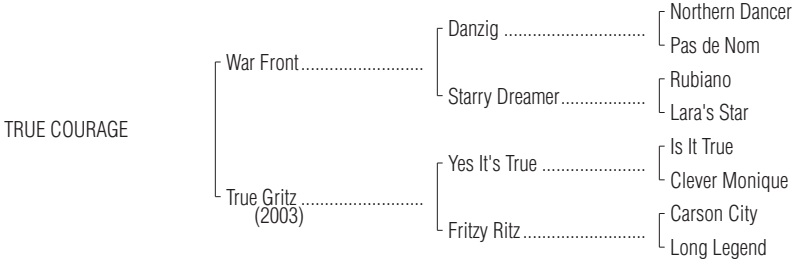 Northern Dancer
Danzig ..............................
Pas de Nom
War Front..........................
Rubiano
Starry Dreamer..................
Lara's Star
TRUE COURAGE
Is It True
Yes It's True ......................
Clever Monique
True Gritz ..........................
(2003)
Carson City
Fritzy Ritz..........................
Long Legend